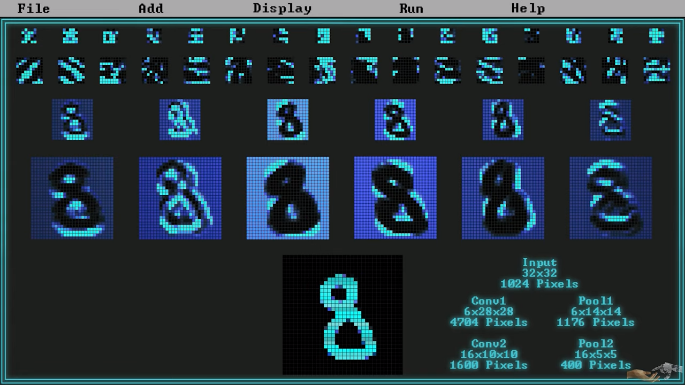 File Add Display Run Help
Input
32x32
1024 Pixels
Conv1 Pool1
6x28x28 6x14x14
4704 Pixels 1176 Pixels
Conv2 Pool2
16x10x10 16x5x5
1600 Pixels 400 Pixels
8